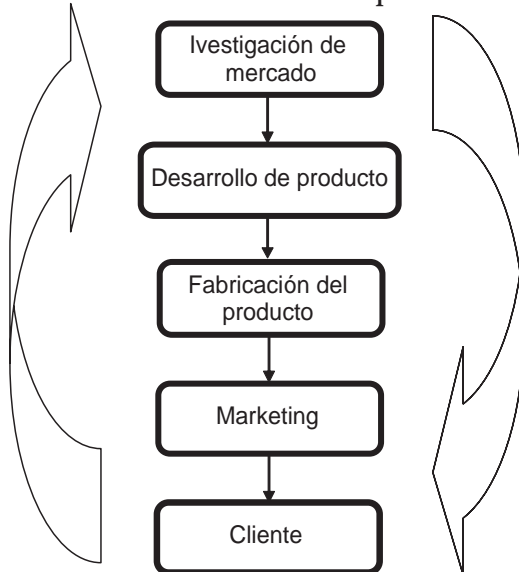 Ivestigación de
mercado
Desarrollo de producto
Fabricación del
producto
Marketing
Cliente